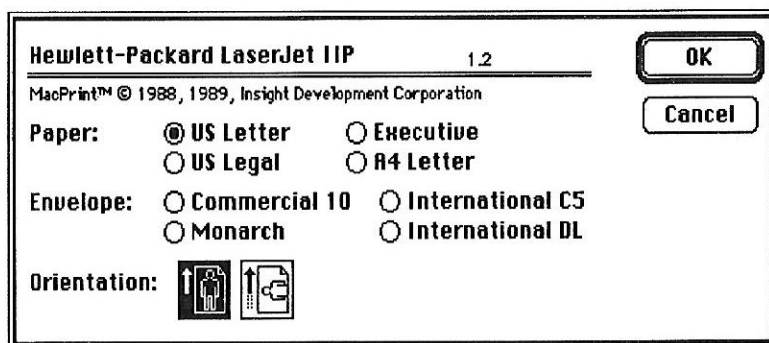 Hewlett-Packard LaserJet IIP 1.2 OK
MacPrint™ © 1988, 1989, Insight Development Corporation
Cancel
Paper: US Letter Executive
US Legal A4 Letter
Envelope: Commercial 10 International C5
Monarch International DL
Orientation: